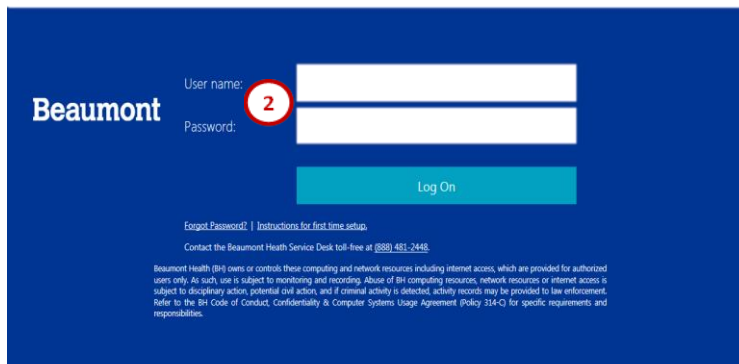 User name:
2
Beaumont
Password:
Log On
Forgot Password? | Instructions for first time setup.
Contact the Beaumont Heath Service Desk toll-free at (888) 481-2448.
Beaumont Health (BH) owns or controls these computing and network resources including internet access, which are provided for authorized
users only. As such, use is subject to monitoring and recording. Abuse of BH computing resources, network resources or internet access is
subject to disciplinary action, potential civil action, and if criminal activity is detected, activity records may be provided to law enforcement.
Refer to the BH Code of Conduct, Confidentiality & Computer Systems Usage Agreement (Policy 314-C) for specific requirements and
responsibilities.